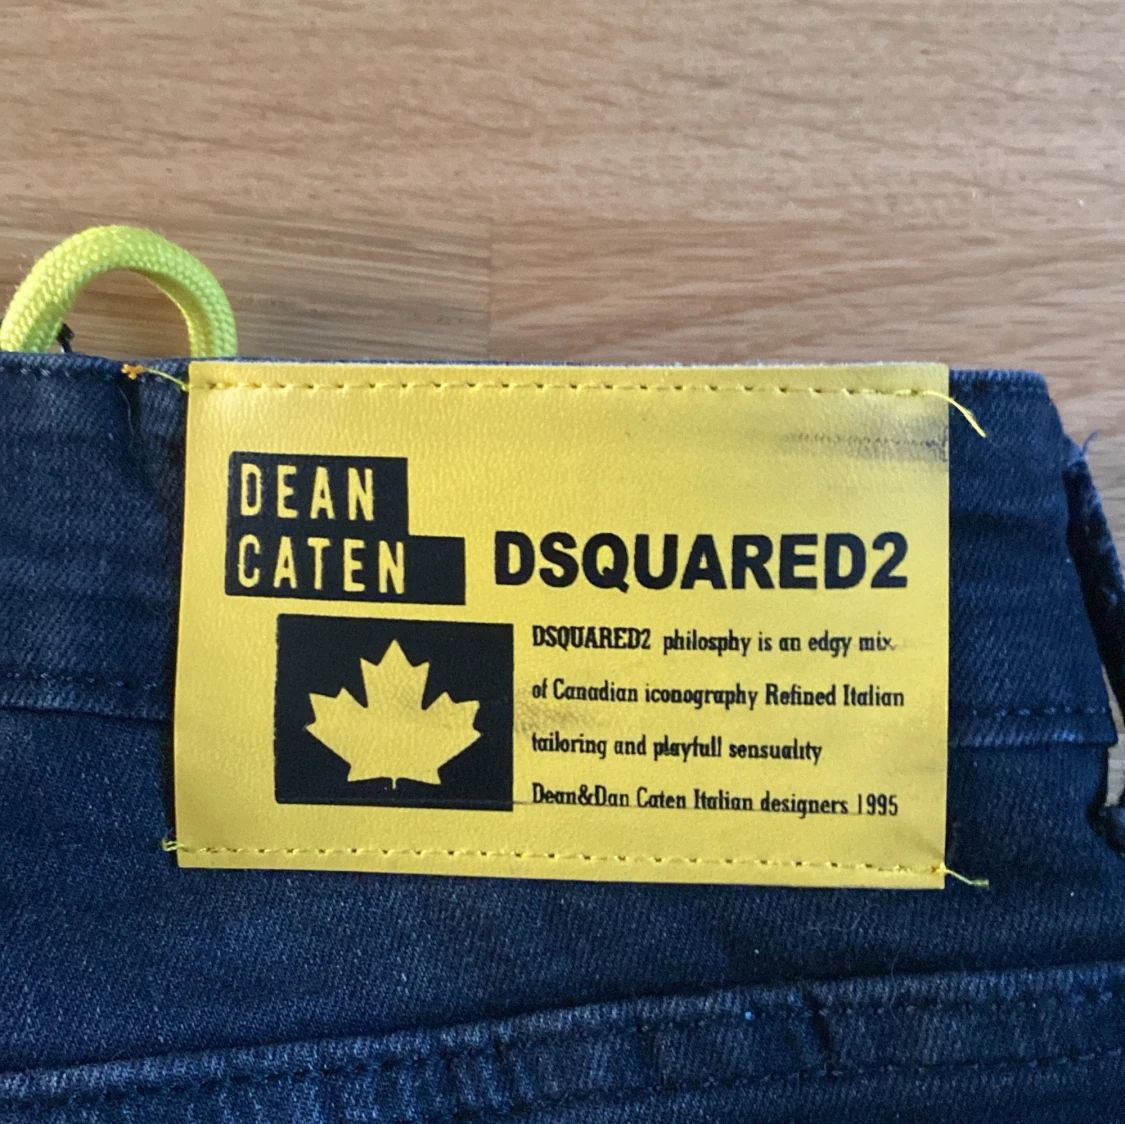 DEAN
CATEN
DSQUARED2
DSQUARED2 philosphy is an edgy mix
of Canadian iconography Refined Italian
tailoring and playfull sensuality
Dean&Dan Caten Italian designers 1995